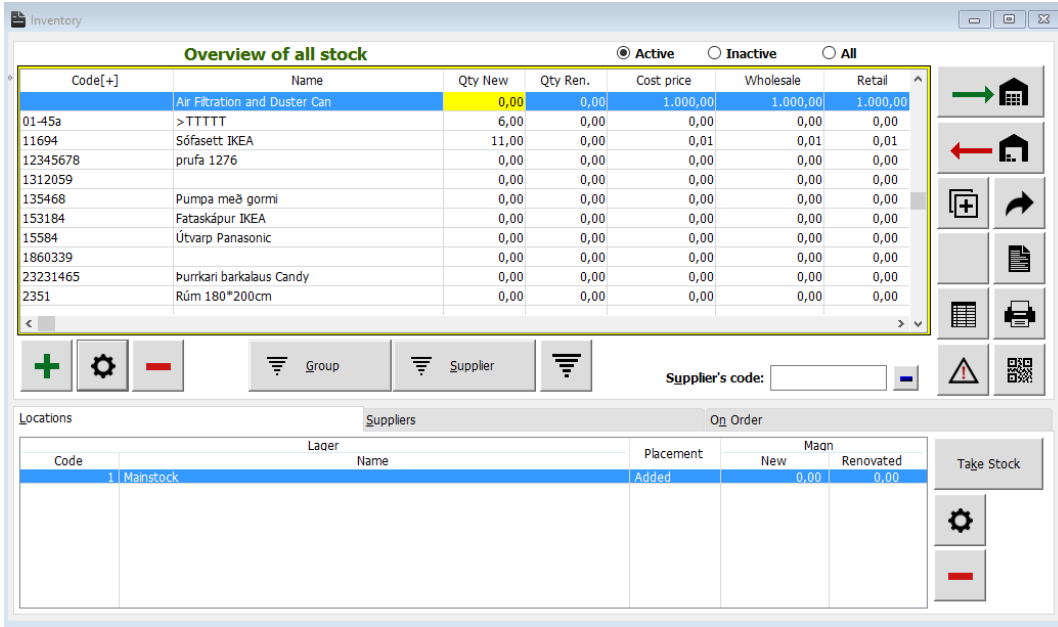 Inventory
Overview of all stock Active Inactive All
Code[+] Name Qty New Qty Ren. Cost price Wholesale Retail
Air Filtration and Duster Can 0,00 0,00 1.000,00 1.000,00 1.000,00
01-45a >TTTTT 6,00 0,00 0,00 0,00 0,00
11694 Sófasett IKEA 11,00 0,00 0,01 0,01 0,01
12345678 prufa 1276 0,00 0,00 0,00 0,00 0,00
1312059 0,00 0,00 0,00 0,00 0,00
135468 Pumpa með gormi 0,00 0,00 0,00 0,00 0,00
153184 Fataskápur IKEA 0,00 0,00 0,00 0,00 0,00
15584 Útvarp Panasonic 0,00 0,00 0,00 0,00 0,00
1860339 0,00 0,00 0,00 0,00 0,00
23231465 Þurrkari barkalaus Candy 0,00 0,00 0,00 0,00 0,00
2351 Rúm 180*200cm 0,00 0,00 0,00 0,00 0,00
Group Supplier Supplier's code:
Locations Suppliers On Order
Lager Placement Magn
Code Name New Renovated
1 Mainstock Added 0,00 0,00
Take Stock